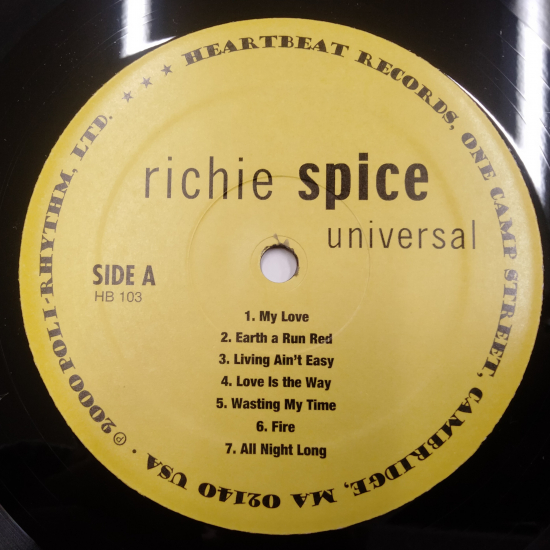 ★★★ HEARTBEAT RECORDS, ONE CAMP STREET, CAMBRIDGE, MA 02140 USA · ℗ 2000 POLI-RHYTHM, LTD.
richie spice
universal
SIDE A
HB 103
1. My Love
2. Earth a Run Red
3. Living Ain't Easy
4. Love Is the Way
5. Wasting My Time
6. Fire
7. All Night Long